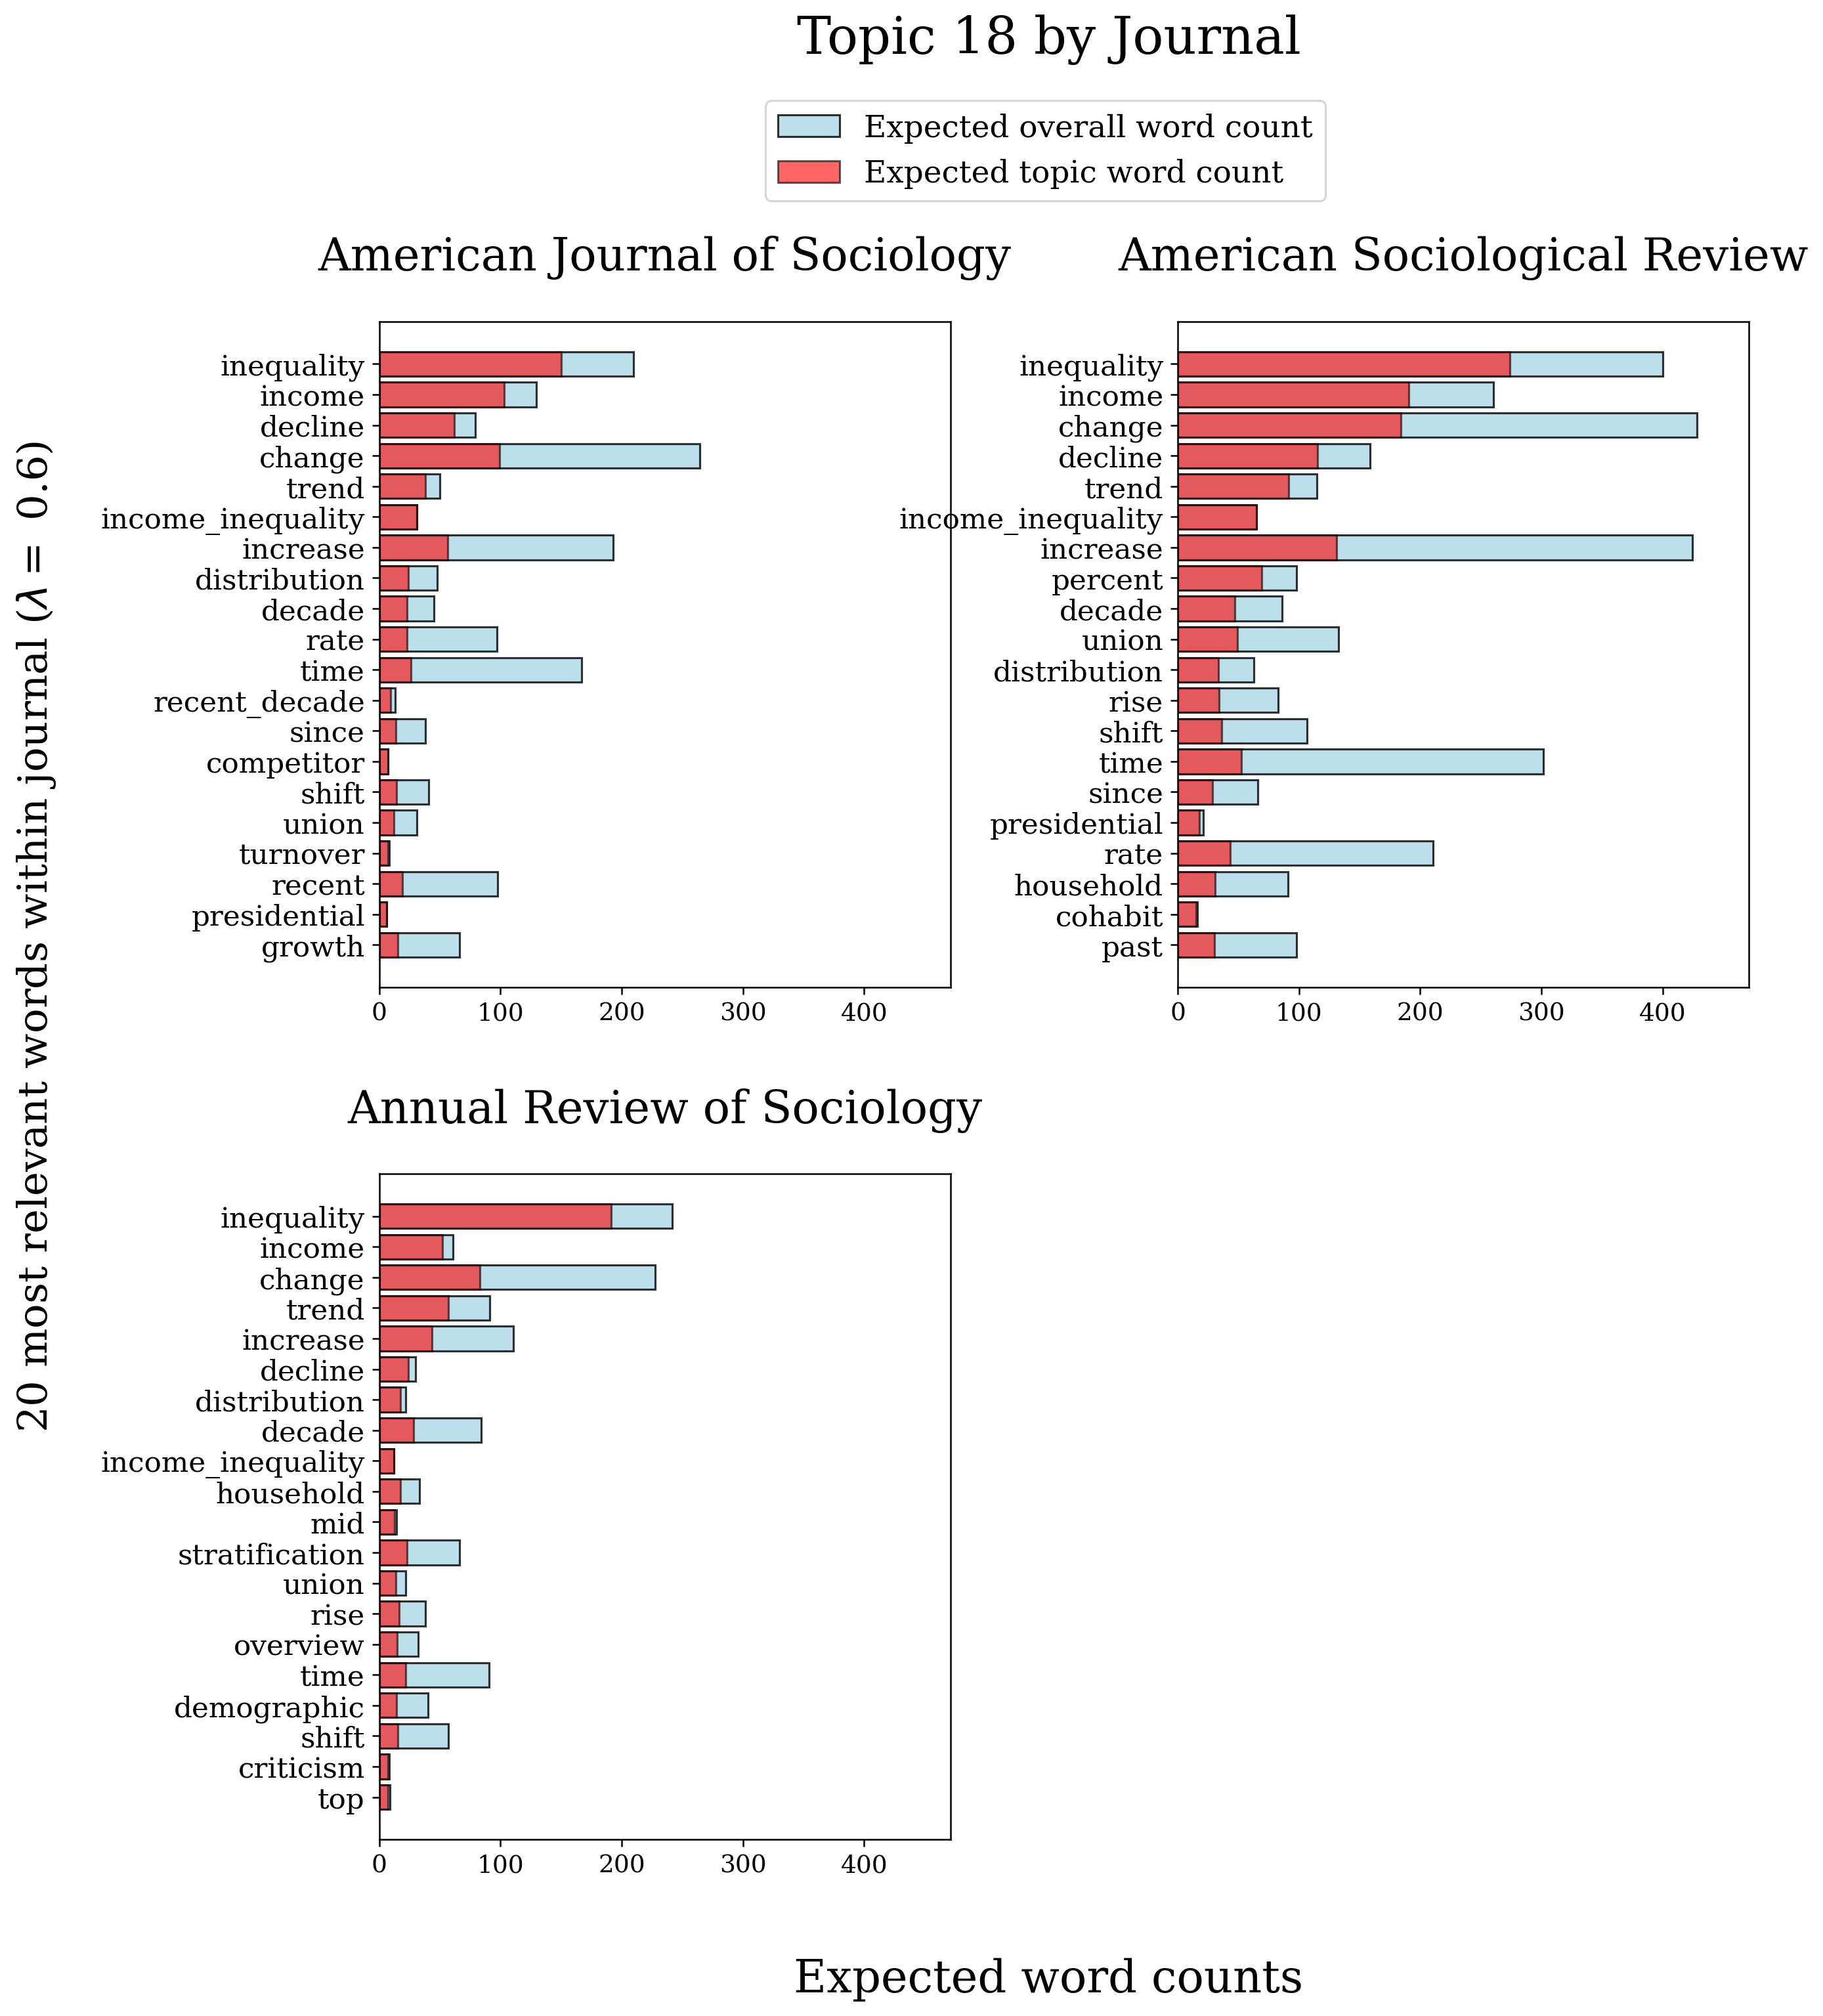 Topic 18 by Journal
Expected overall word count
Expected topic word count
20 most relevant words within journal (λ = 0.6)
American Journal of Sociology
inequality
income
decline
change
trend
income_inequality
increase
distribution
decade
rate
time
recent_decade
since
competitor
shift
union
turnover
recent
presidential
growth
0 100 200 300 400
American Sociological Review
inequality
income
change
decline
trend
income_inequality
increase
percent
decade
union
distribution
rise
shift
time
since
presidential
rate
household
cohabit
past
0 100 200 300 400
Annual Review of Sociology
inequality
income
change
trend
increase
decline
distribution
decade
income_inequality
household
mid
stratification
union
rise
overview
time
demographic
shift
criticism
top
0 100 200 300 400
Expected word counts